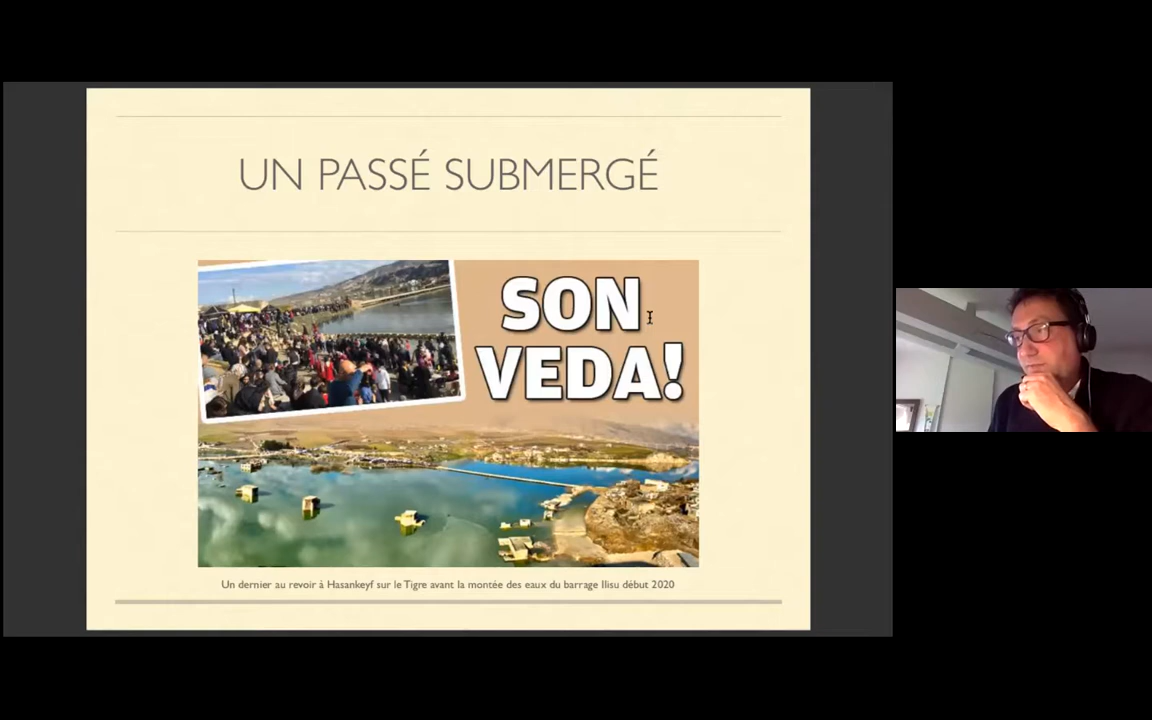 UN PASSÉ SUBMERGÉ
SON
VEDA!
Un dernier au revoir à Hasankeyf sur le Tigre avant la montée des eaux du barrage Ilisu début 2020